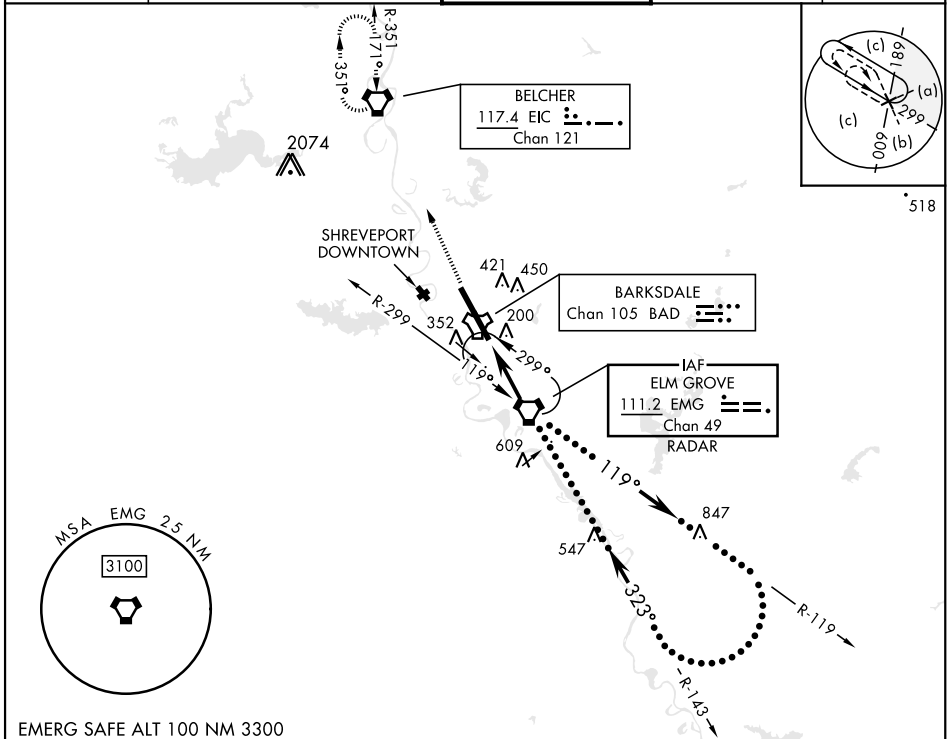 R-351
171°
351°
BELCHER
117.4 EIC
Chan 121
2074
(c)
189
(a)
299
(c)
(b)
009
518
SHREVEPORT
DOWNTOWN
421
450
R-299
352
200
BARKSDALE
Chan 105 BAD
119°
299°
IAF
ELM GROVE
111.2 EMG
Chan 49
RADAR
609
119°
847
547
323°
R-119
R-143
MSA EMG 25 NM
3100
EMERG SAFE ALT 100 NM 3300